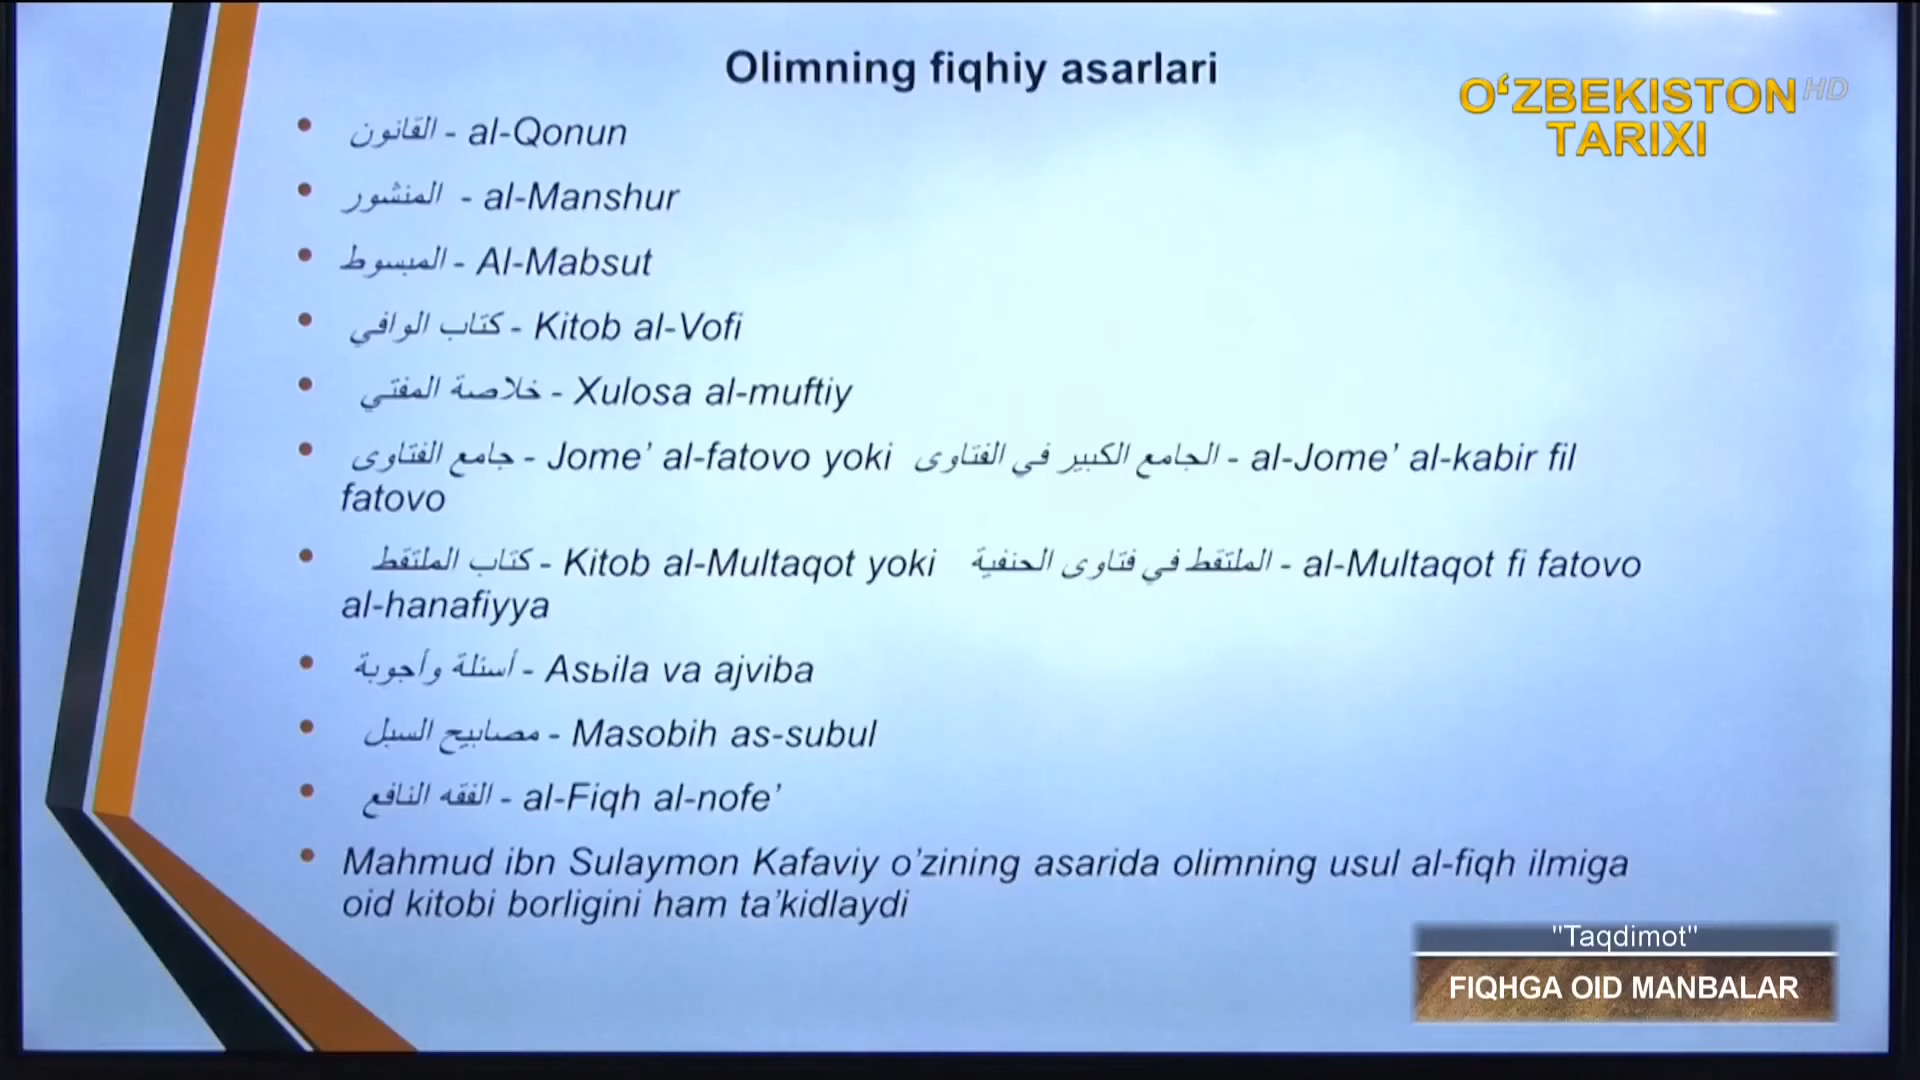 Olimning fiqhiy asarlari
O‘ZBEKISTON HD
TARIXI
• القانون - al-Qonun
• المنشور - al-Manshur
• المبسوط - Al-Mabsut
• كتاب الوافي - Kitob al-Vofi
• خلاصة المفتي - Xulosa al-muftiy
• جامع الفتاوى - Jome’ al-fatovo yoki الجامع الكبير في الفتاوى - al-Jome’ al-kabir fil
fatovo
• كتاب الملتقط - Kitob al-Multaqot yoki الملتقط في فتاوى الحنفية - al-Multaqot fi fatovo
al-hanafiyya
• أسئلة وأجوبة - Asьila va ajviba
• مصابيح السبل - Masobih as-subul
• الفقه النافع - al-Fiqh al-nofe’
• Mahmud ibn Sulaymon Kafaviy o’zining asarida olimning usul al-fiqh ilmiga
oid kitobi borligini ham ta’kidlaydi
"Taqdimot"
FIQHGA OID MANBALAR